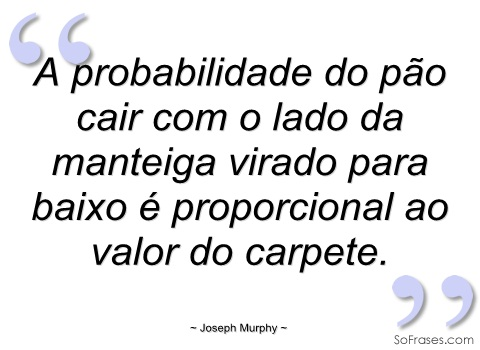 A probabilidade do pão
cair com o lado da
manteiga virado para
baixo é proporcional ao
valor do carpete.
~ Joseph Murphy ~
SoFrases.com